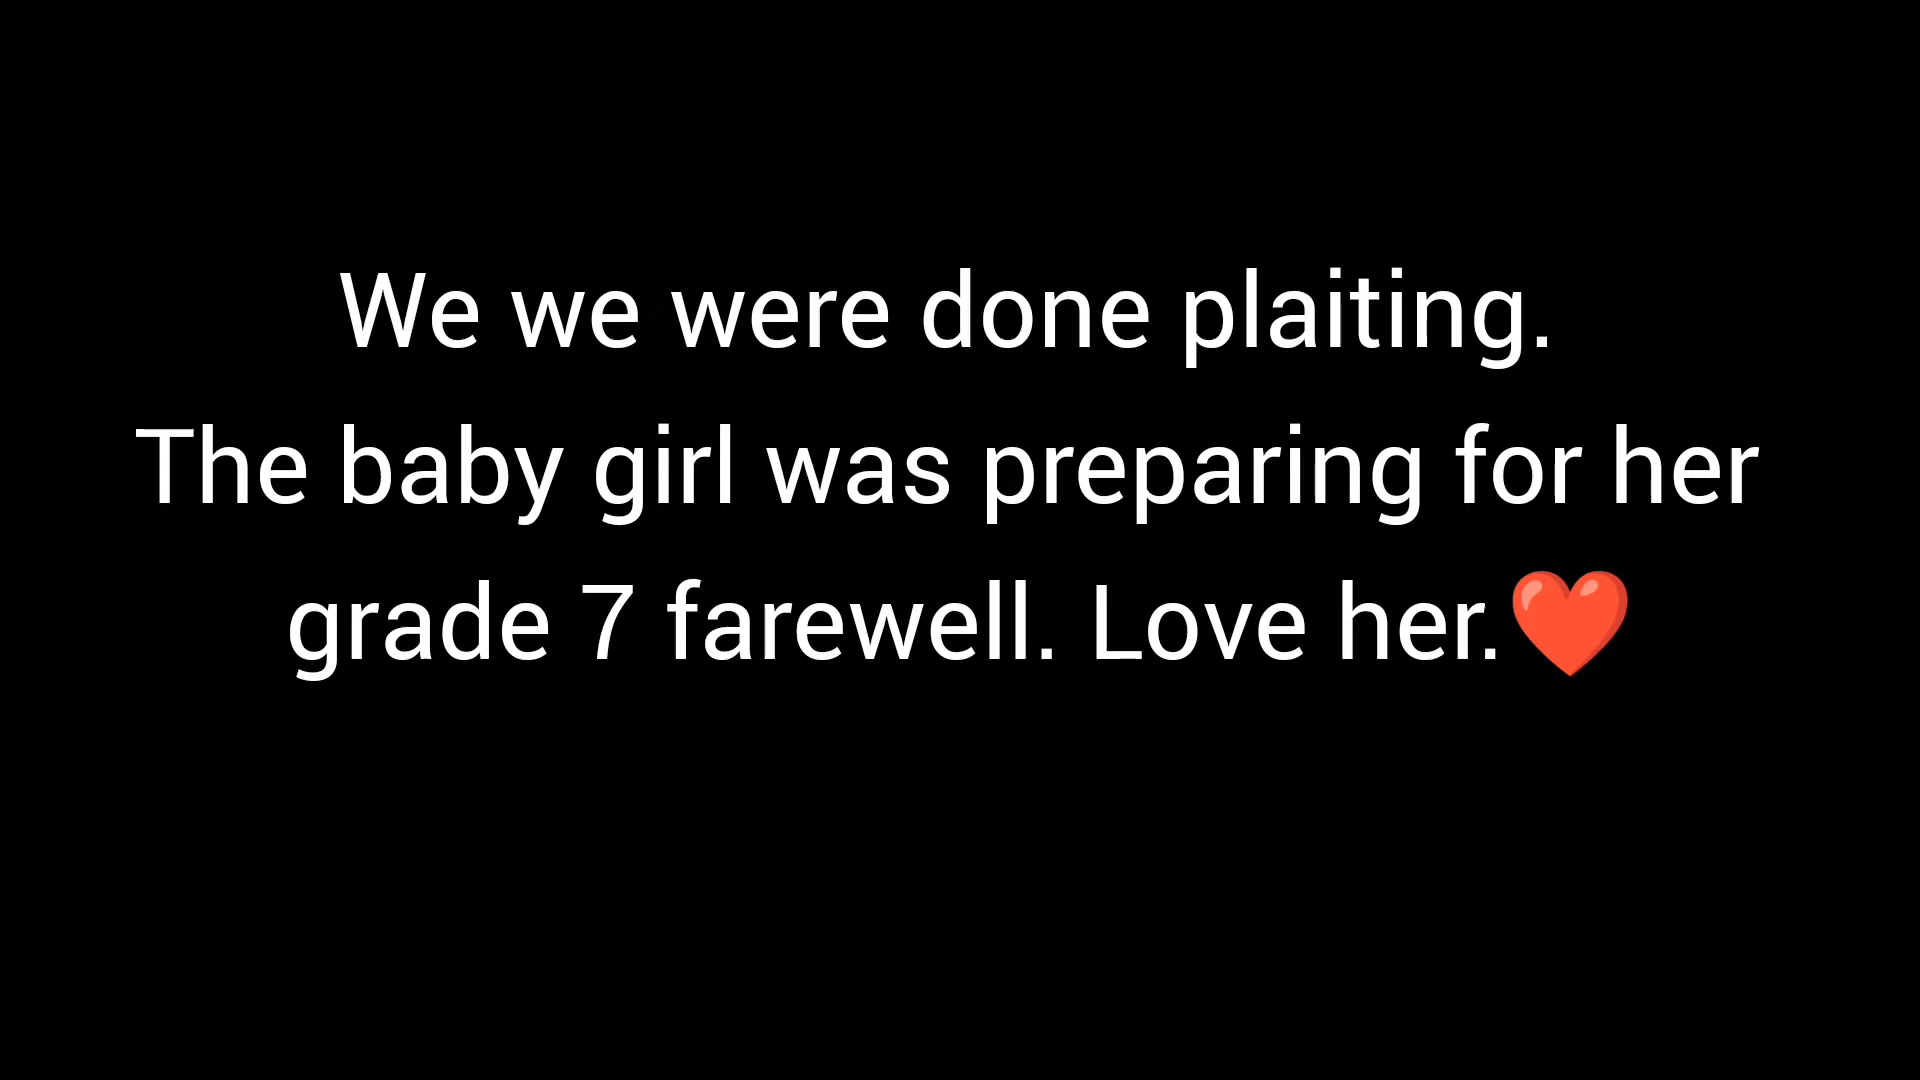 We we were done plaiting.
The baby girl was preparing for her
grade 7 farewell. Love her.❤️